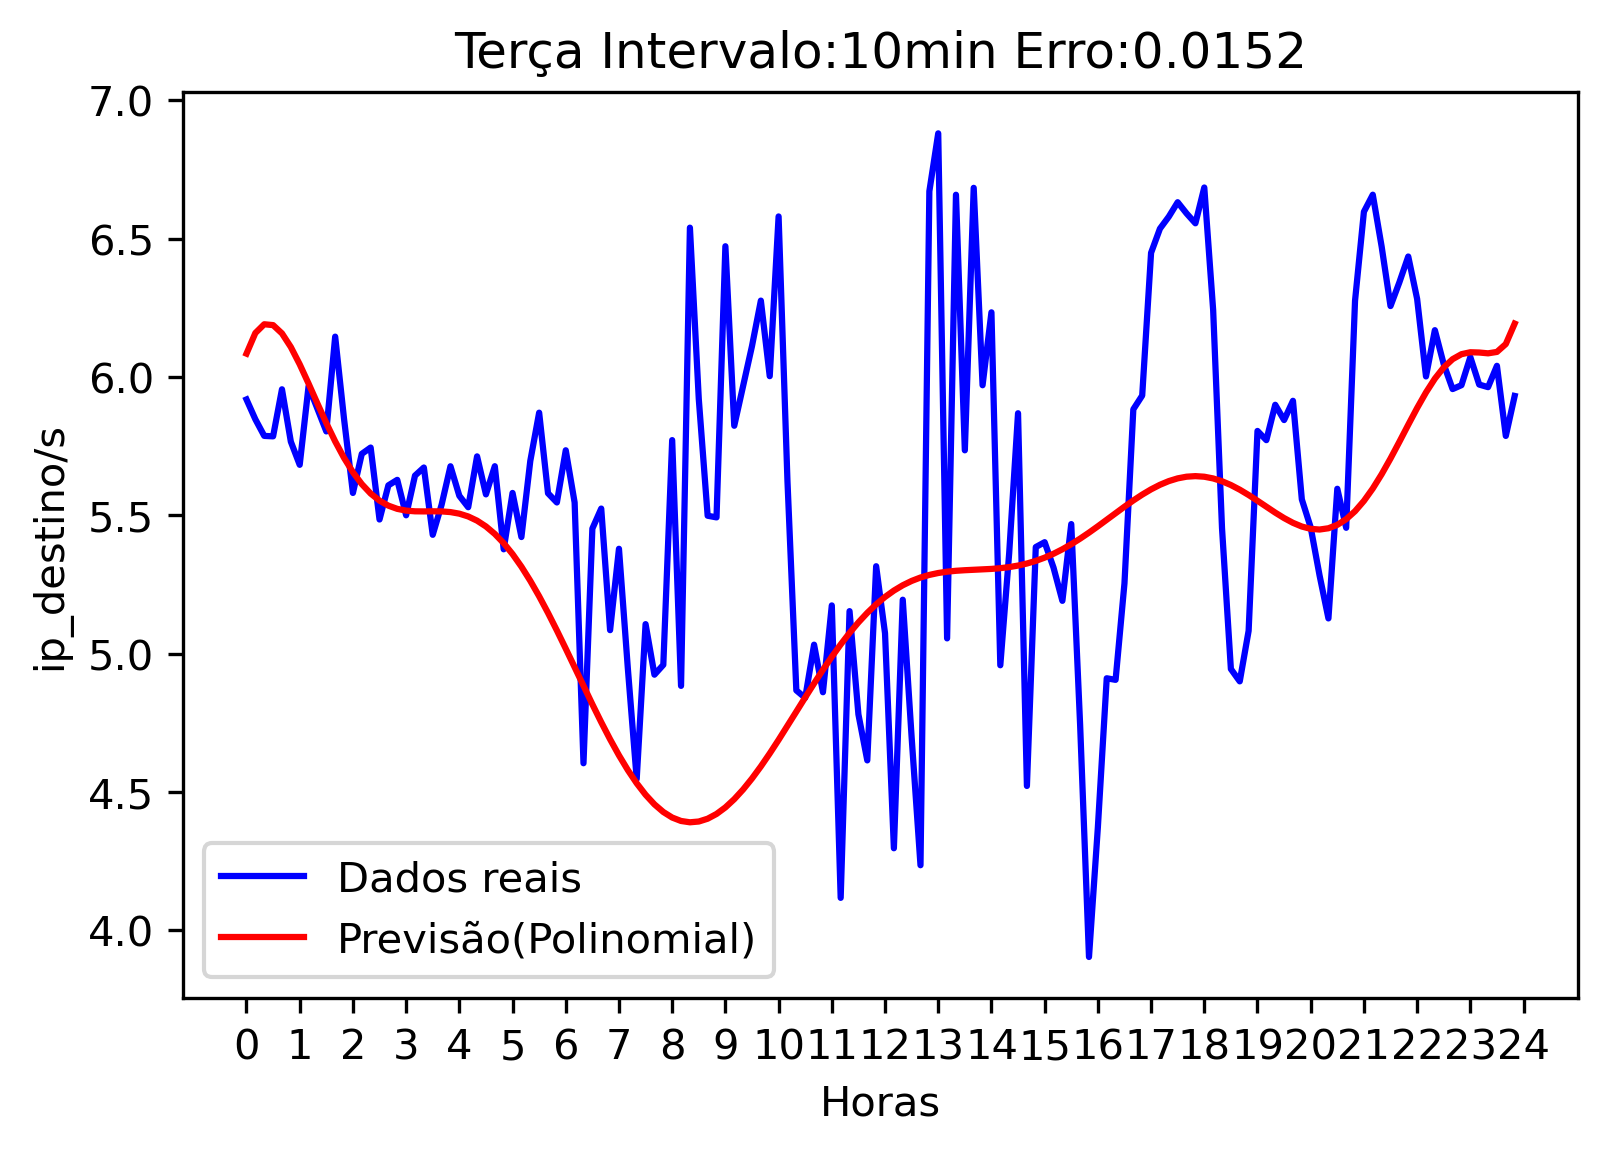 Terça Intervalo:10min Erro:0.0152
7.0
6.5
6.0
5.5
5.0
4.5
4.0
ip_destino/s
Dados reais
Previsão(Polinomial)
0 1 2 3 4 5 6 7 8 9 10 11 12 13 14 15 16 17 18 19 20 21 22 23 24
Horas